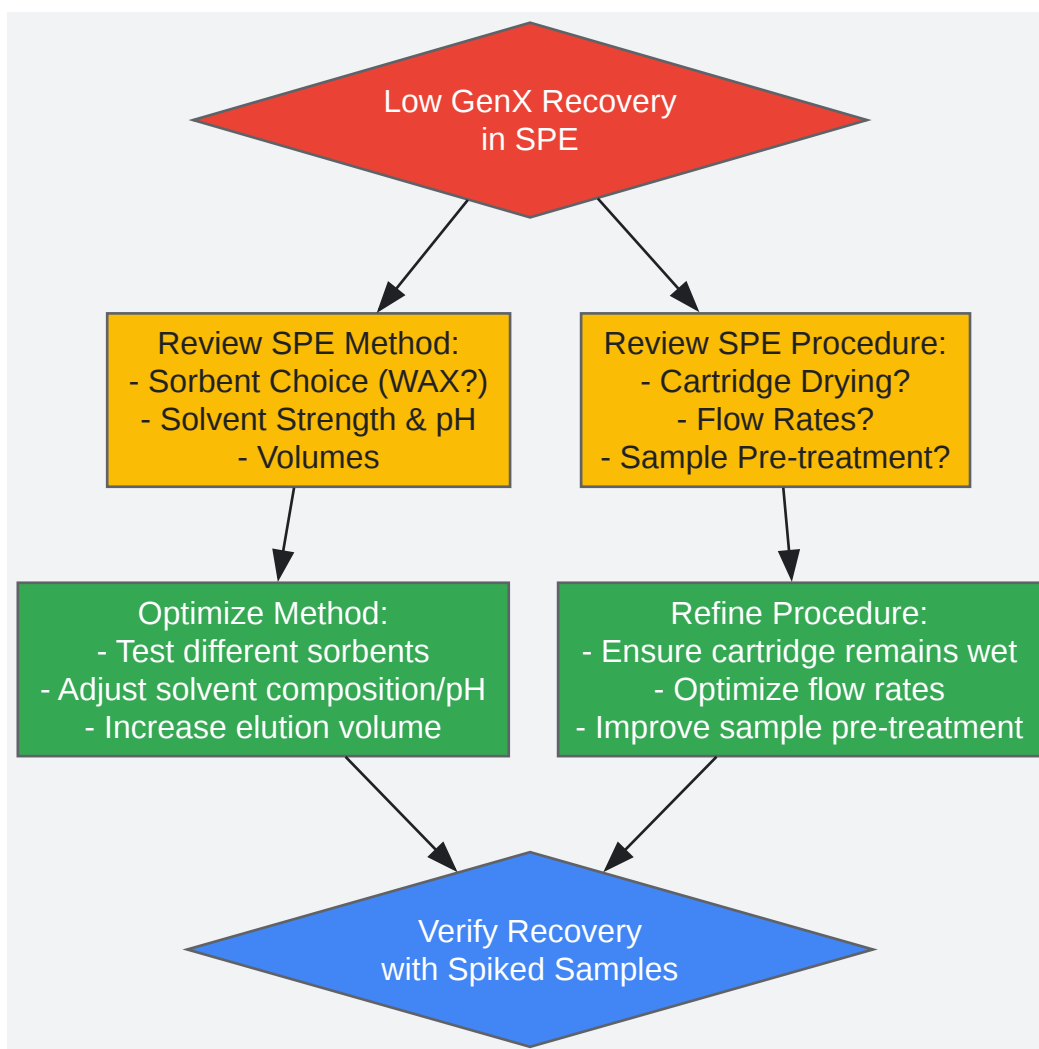 Low GenX Recovery
in SPE
Review SPE Method:
- Sorbent Choice (WAX?)
- Solvent Strength & pH
- Volumes
Review SPE Procedure:
- Cartridge Drying?
- Flow Rates?
- Sample Pre-treatment?
Optimize Method:
- Test different sorbents
- Adjust solvent composition/pH
- Increase elution volume
Refine Procedure:
- Ensure cartridge remains wet
- Optimize flow rates
- Improve sample pre-treatment
Verify Recovery
with Spiked Samples